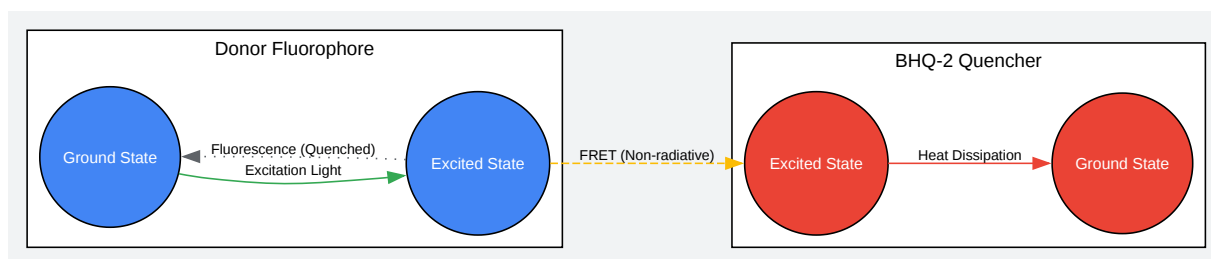 Donor Fluorophore
BHQ-2 Quencher
Ground State
Fluorescence (Quenched)
Excitation Light
Excited State
FRET (Non-radiative)
Excited State
Heat Dissipation
Ground State